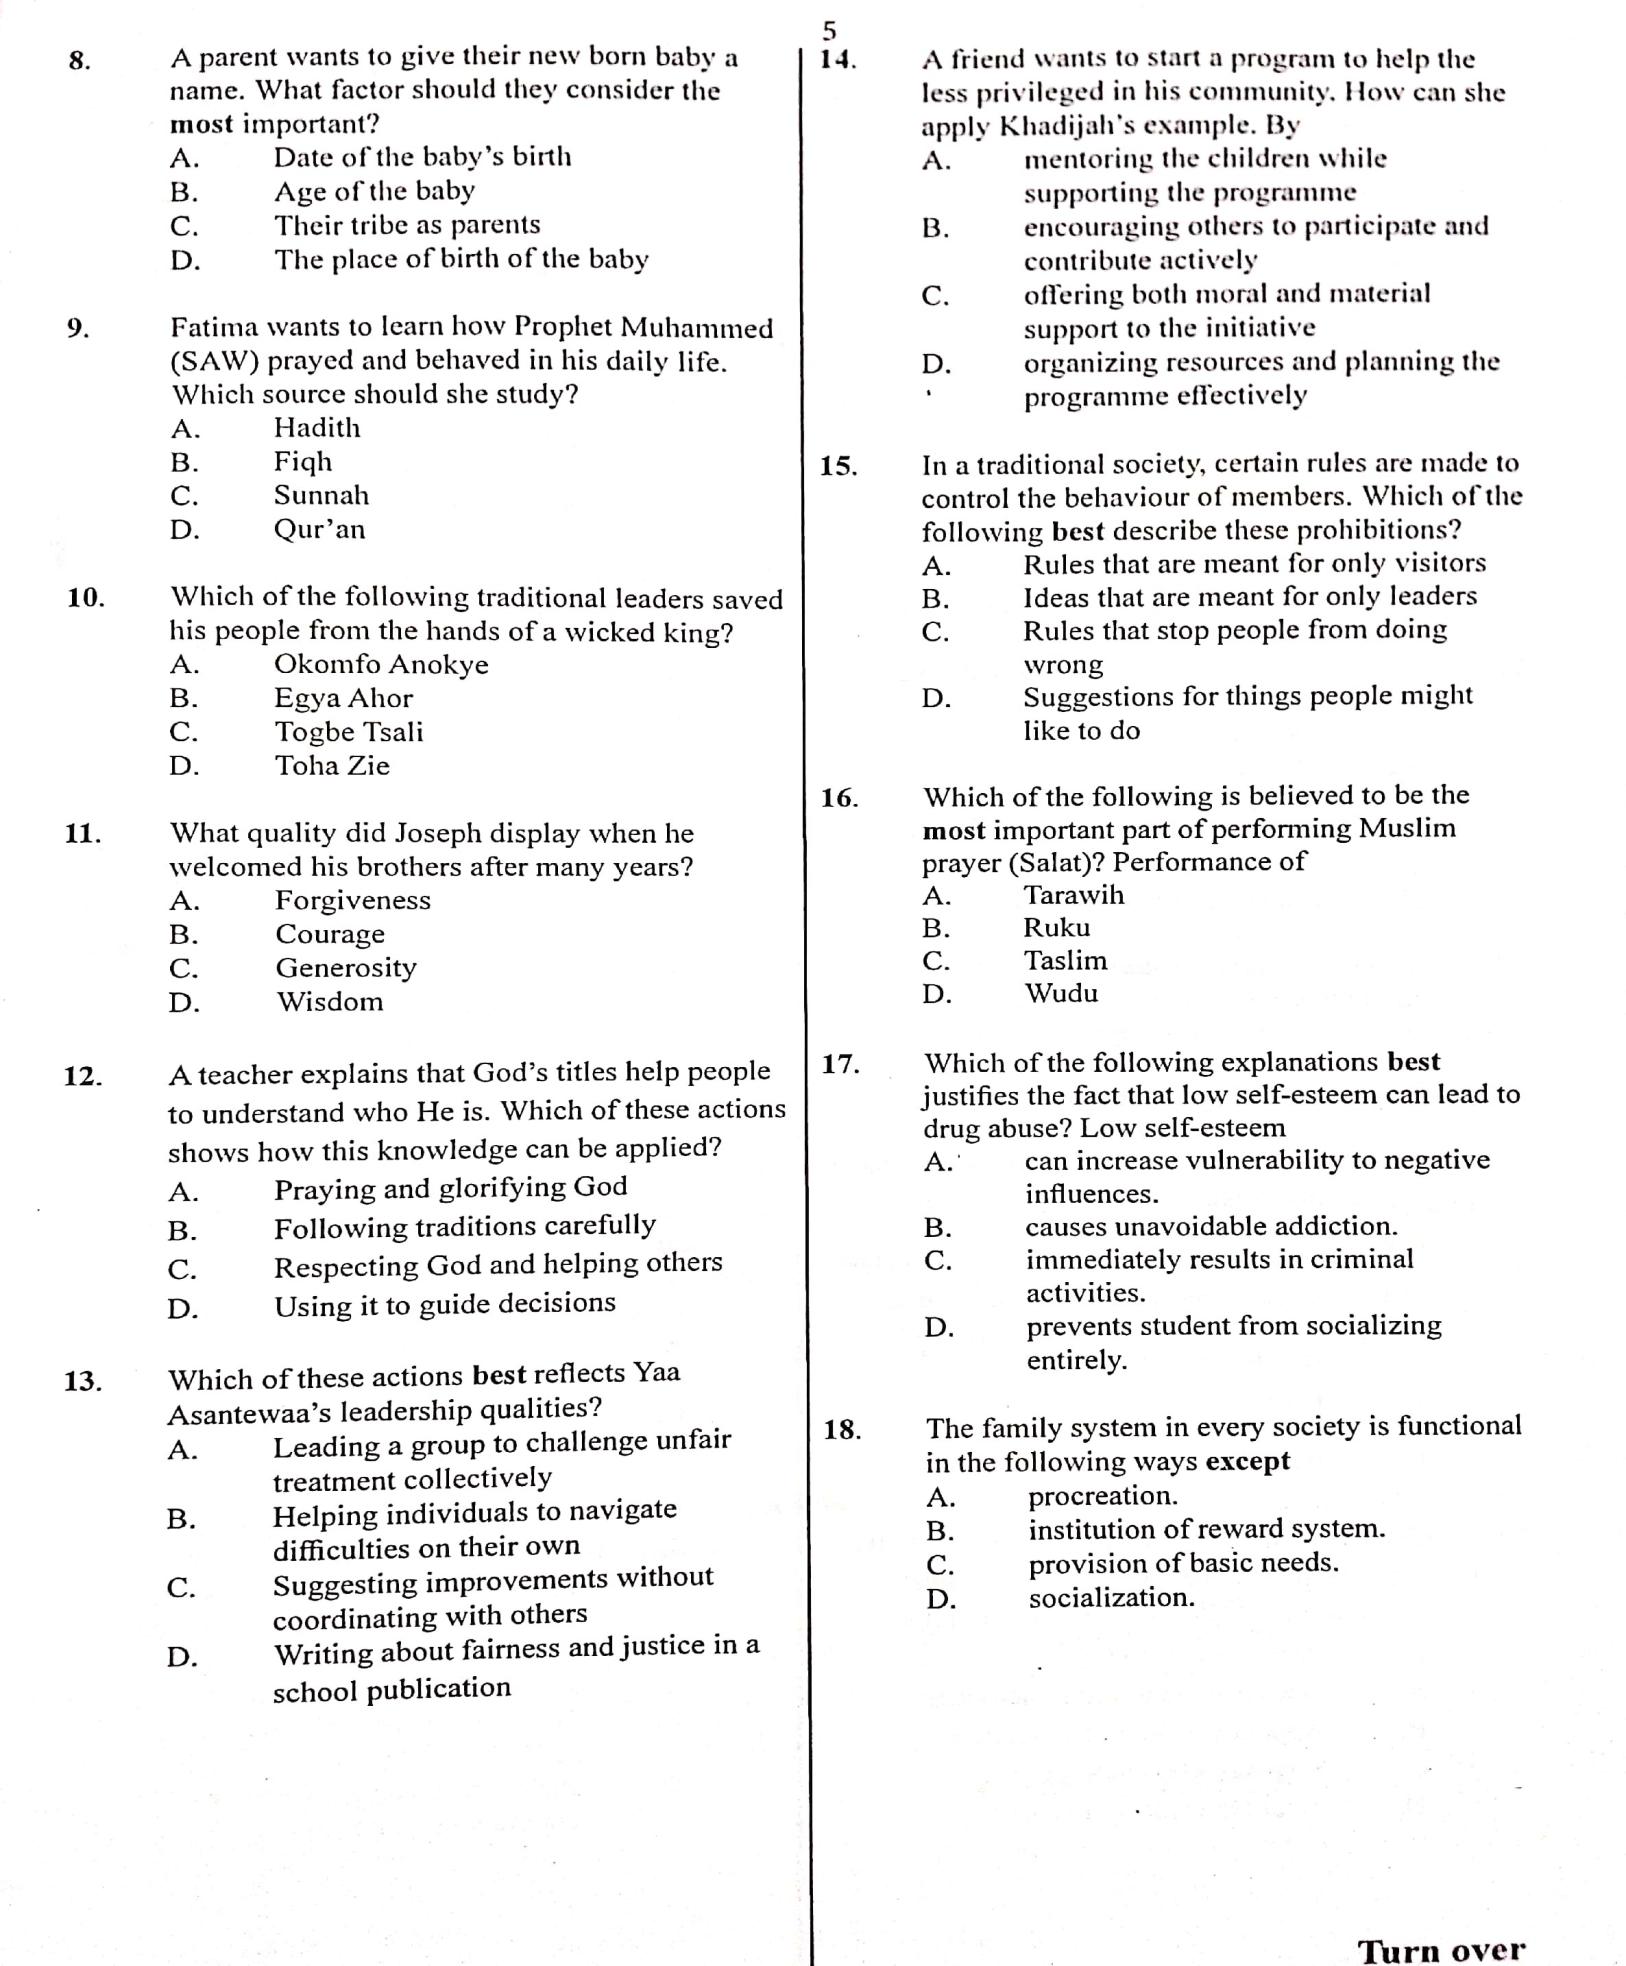 5
8. A parent wants to give their new born baby a
name. What factor should they consider the
most important?
A. Date of the baby's birth
B. Age of the baby
C. Their tribe as parents
D. The place of birth of the baby
9. Fatima wants to learn how Prophet Muhammed
(SAW) prayed and behaved in his daily life.
Which source should she study?
A. Hadith
B. Fiqh
C. Sunnah
D. Qur'an
10. Which of the following traditional leaders saved
his people from the hands of a wicked king?
A. Okomfo Anokye
B. Egya Ahor
C. Togbe Tsali
D. Toha Zie
11. What quality did Joseph display when he
welcomed his brothers after many years?
A. Forgiveness
B. Courage
C. Generosity
D. Wisdom
12. A teacher explains that God's titles help people
to understand who He is. Which of these actions
shows how this knowledge can be applied?
A. Praying and glorifying God
B. Following traditions carefully
C. Respecting God and helping others
D. Using it to guide decisions
13. Which of these actions best reflects Yaa
Asantewaa's leadership qualities?
A. Leading a group to challenge unfair
treatment collectively
B. Helping individuals to navigate
difficulties on their own
C. Suggesting improvements without
coordinating with others
D. Writing about fairness and justice in a
school publication
14. A friend wants to start a program to help the
less privileged in his community. How can she
apply Khadijah's example. By
A. mentoring the children while
supporting the programme
B. encouraging others to participate and
contribute actively
C. offering both moral and material
support to the initiative
D. organizing resources and planning the
programme effectively
15. In a traditional society, certain rules are made to
control the behaviour of members. Which of the
following best describe these prohibitions?
A. Rules that are meant for only visitors
B. Ideas that are meant for only leaders
C. Rules that stop people from doing
wrong
D. Suggestions for things people might
like to do
16. Which of the following is believed to be the
most important part of performing Muslim
prayer (Salat)? Performance of
A. Tarawih
B. Ruku
C. Taslim
D. Wudu
17. Which of the following explanations best
justifies the fact that low self-esteem can lead to
drug abuse? Low self-esteem
A. can increase vulnerability to negative
influences.
B. causes unavoidable addiction.
C. immediately results in criminal
activities.
D. prevents student from socializing
entirely.
18. The family system in every society is functional
in the following ways except
A. procreation.
B. institution of reward system.
C. provision of basic needs.
D. socialization.
Turn over